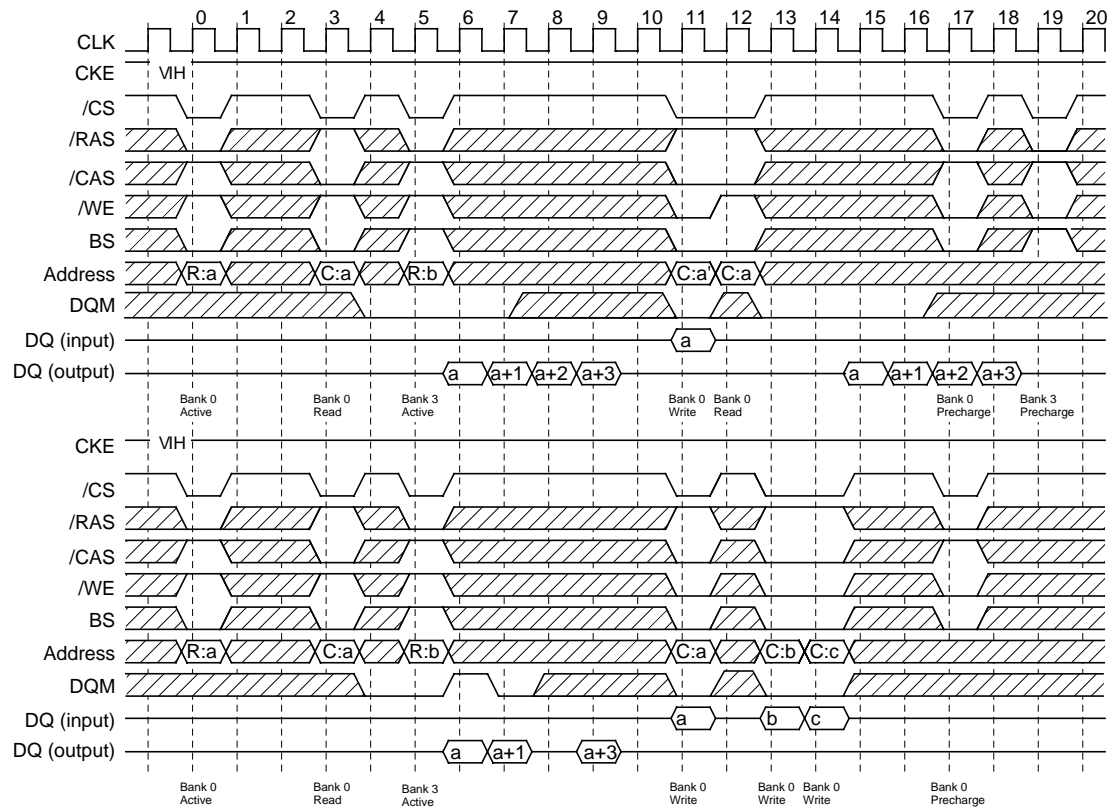 0 1 2 3 4 5 6 7 8 9 10 11 12 13 14 15 16 17 18 19 20
CLK
CKE VIH
/CS
/RAS
/CAS
/WE
BS
Address R:a C:a R:b C:a' C:a
DQM
DQ (input) a
DQ (output) a a+1 a+2 a+3 a a+1 a+2 a+3
Bank 0 Bank 0 Bank 3 Bank 0 Bank 0 Bank 0 Bank 3
Active Read Active Write Read Precharge Precharge
CKE VIH
/CS
/RAS
/CAS
/WE
BS
Address R:a C:a R:b C:a C:b C:c
DQM
DQ (input) a b c
DQ (output) a a+1 a+3
Bank 0 Bank 0 Bank 3 Bank 0 Bank 0 Bank 0 Bank 0
Active Read Active Write Write Write Precharge